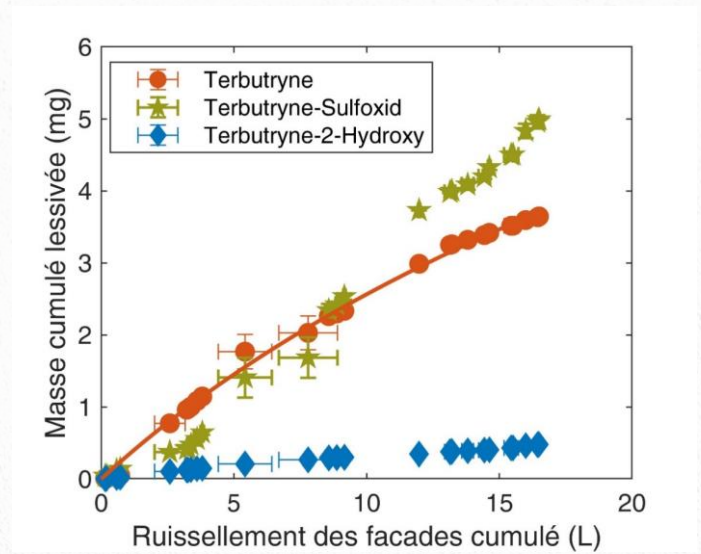 6
5
4
3
2
1
0
Masse cumulé lessivée (mg)
Terbutryne
Terbutryne-Sulfoxid
Terbutryne-2-Hydroxy
0 5 10 15 20
Ruissellement des facades cumulé (L)